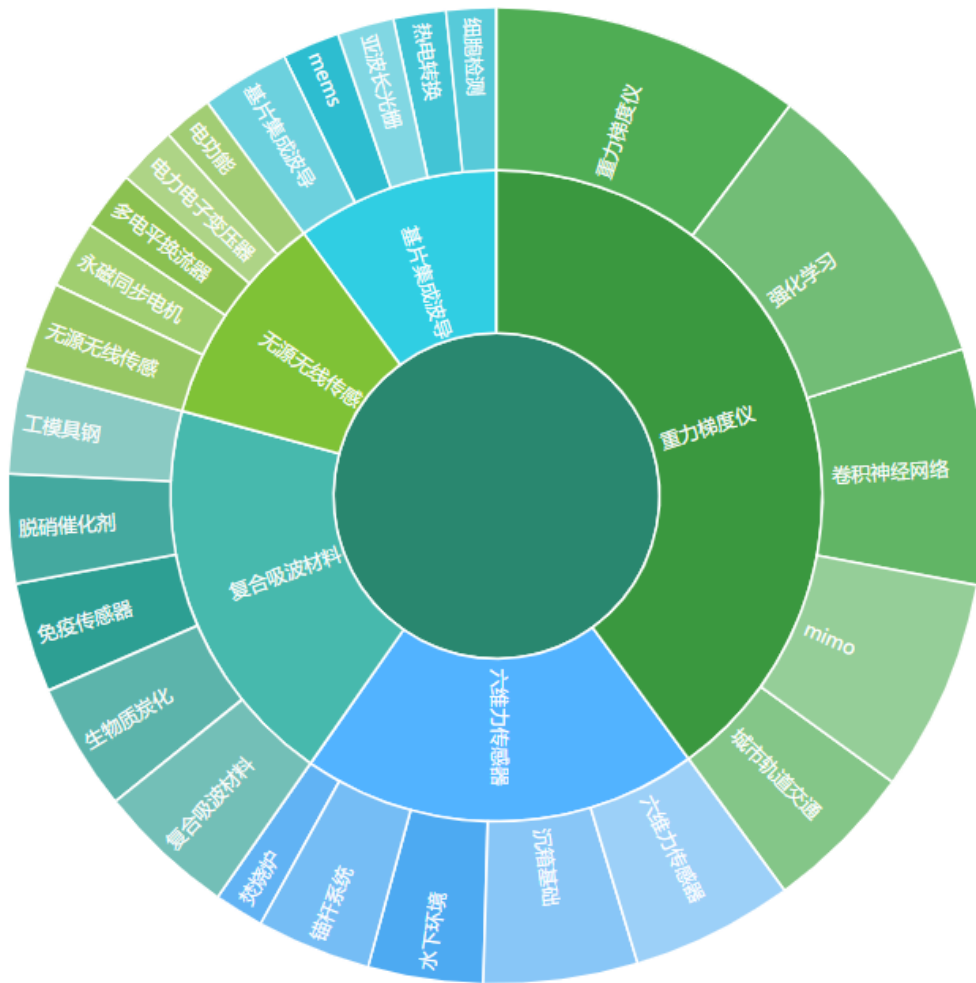 重力梯度仪
重力梯度仪
强化学习
卷积神经网络
mimo
城市轨道交通
六维力传感器
六维力传感器
沉箱基础
水下环境
锚杆系统
焚烧炉
复合吸波材料
复合吸波材料
生物质炭化
免疫传感器
脱硝催化剂
工模具钢
无源无线传感
无源无线传感
永磁同步电机
多电平换流器
电力电子变压器
电功能
基片集成波导
基片集成波导
mems
亚波长光栅
热电转换
细胞检测